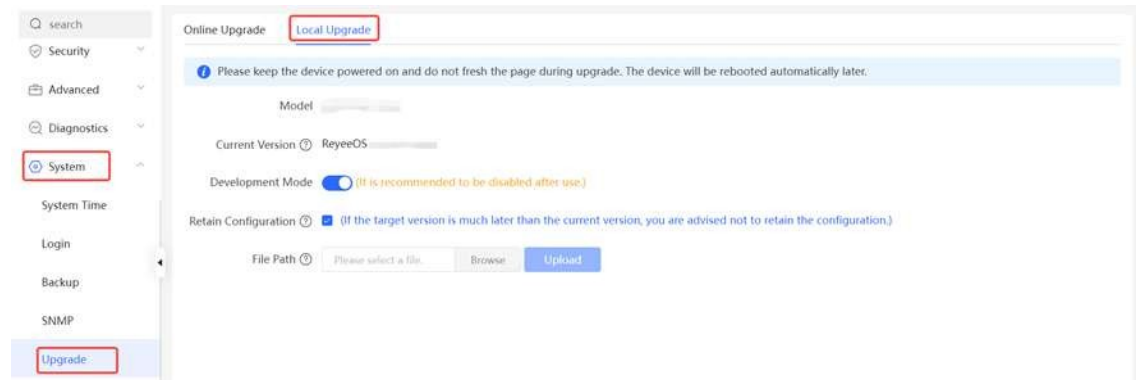 search
Security
Advanced
Diagnostics
System
System Time
Login
Backup
SNMP
Upgrade
Online Upgrade Local Upgrade
Please keep the device powered on and do not fresh the page during upgrade. The device will be rebooted automatically later.
Model
Current Version ReyeeOS
Development Mode (It is recommended to be disabled after use.)
Retain Configuration (If the target version is much later than the current version, you are advised not to retain the configuration.)
File Path Please select a file. Browse Upload